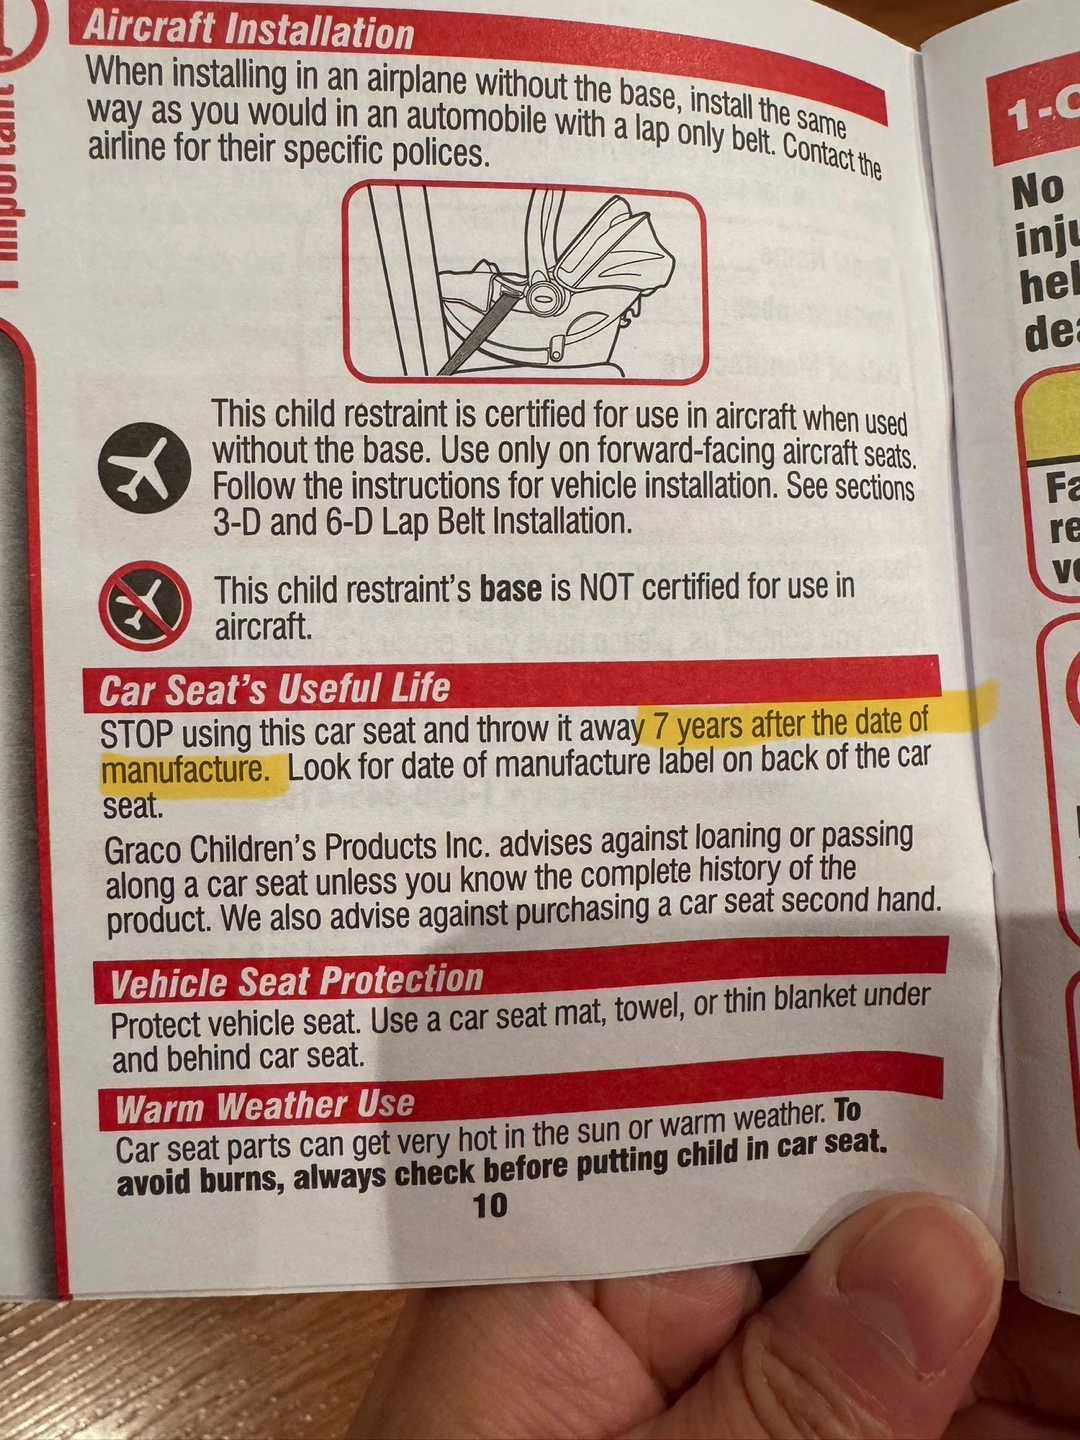 Important
Aircraft Installation
When installing in an airplane without the base, install the same
way as you would in an automobile with a lap only belt. Contact the
airline for their specific polices.
This child restraint is certified for use in aircraft when used
without the base. Use only on forward-facing aircraft seats.
Follow the instructions for vehicle installation. See sections
3-D and 6-D Lap Belt Installation.
This child restraint's base is NOT certified for use in
aircraft.
Car Seat's Useful Life
STOP using this car seat and throw it away 7 years after the date of
manufacture. Look for date of manufacture label on back of the car
seat.
Graco Children's Products Inc. advises against loaning or passing
along a car seat unless you know the complete history of the
product. We also advise against purchasing a car seat second hand.
Vehicle Seat Protection
Protect vehicle seat. Use a car seat mat, towel, or thin blanket under
and behind car seat.
Warm Weather Use
Car seat parts can get very hot in the sun or warm weather. To
avoid burns, always check before putting child in car seat.
10
No